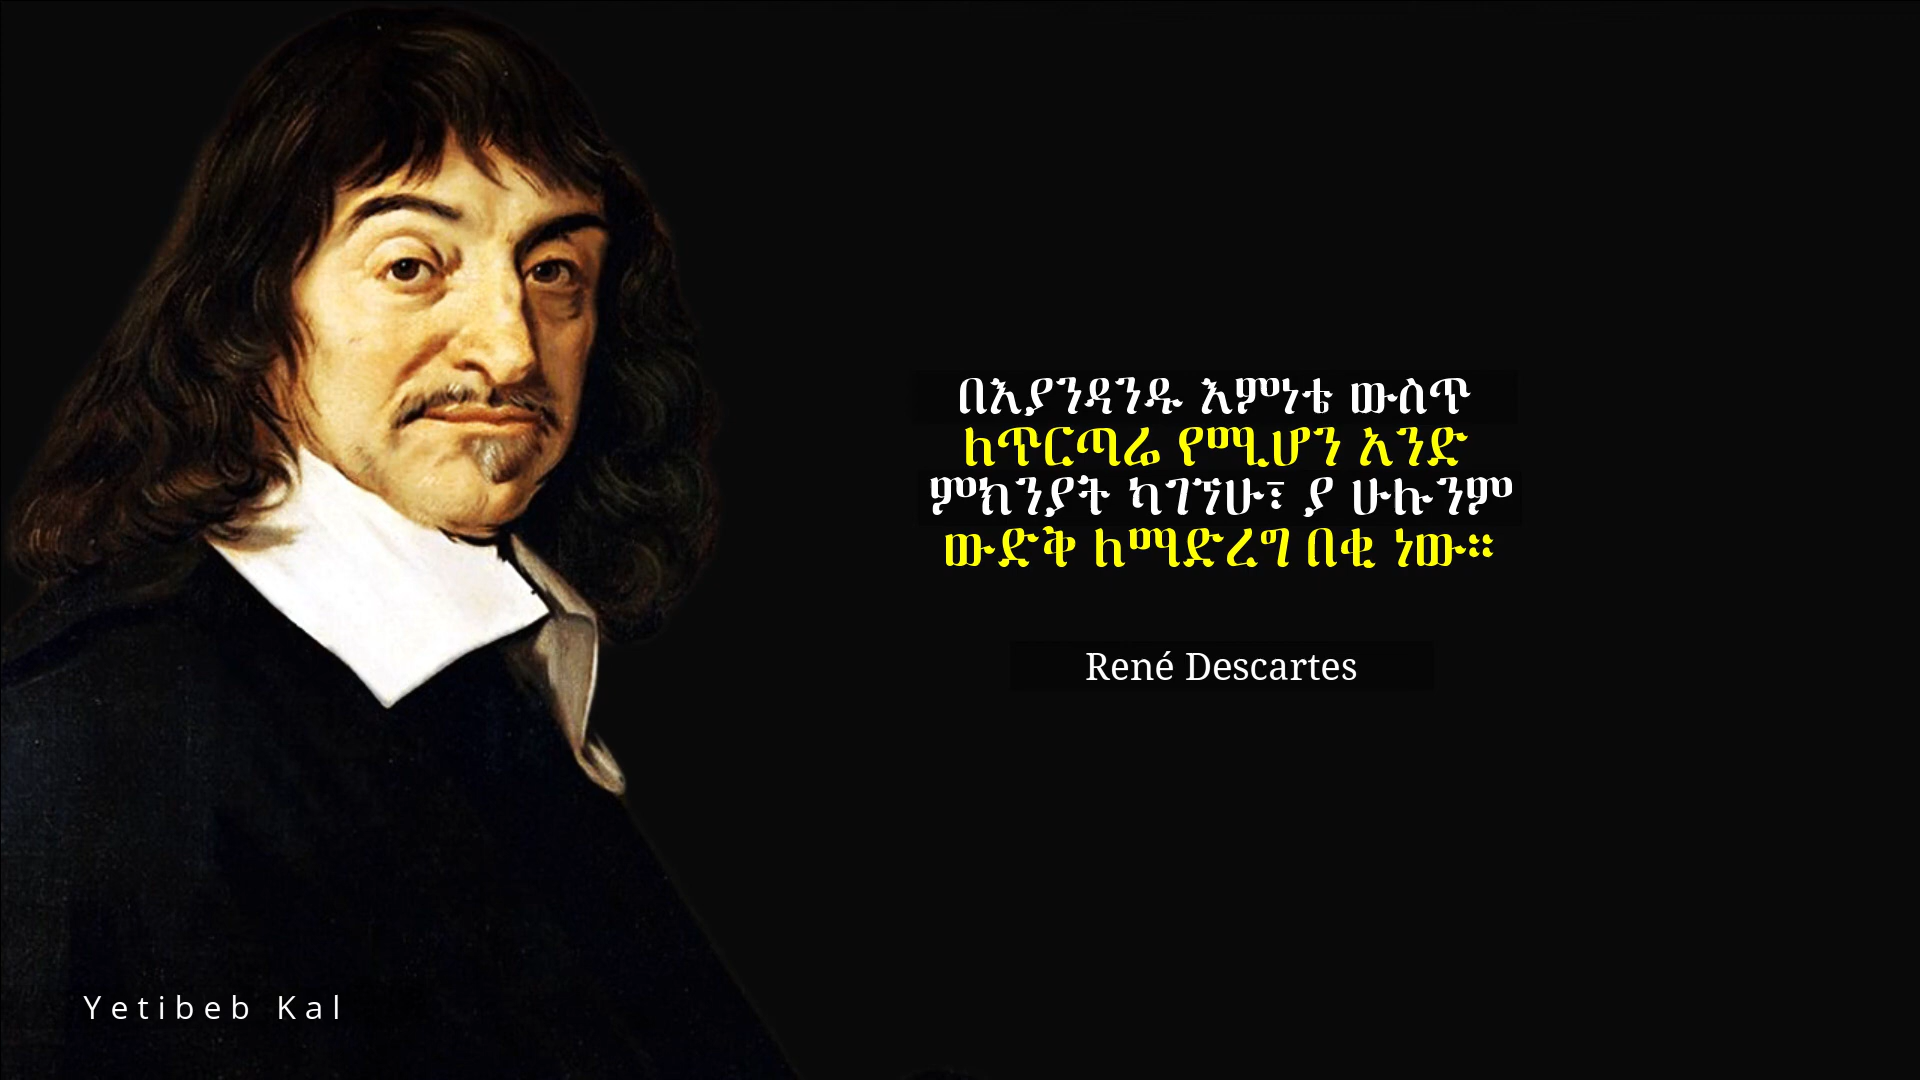 በእያንዳንዱ እምነቴ ውስጥ
ለጥርጣሬ የሚሆን አንድ
ምክንያት ካገኘሁ፣ ያ ሁሉንም
ውድቅ ለማድረግ በቂ ነው።
René Descartes
Yetibeb Kal